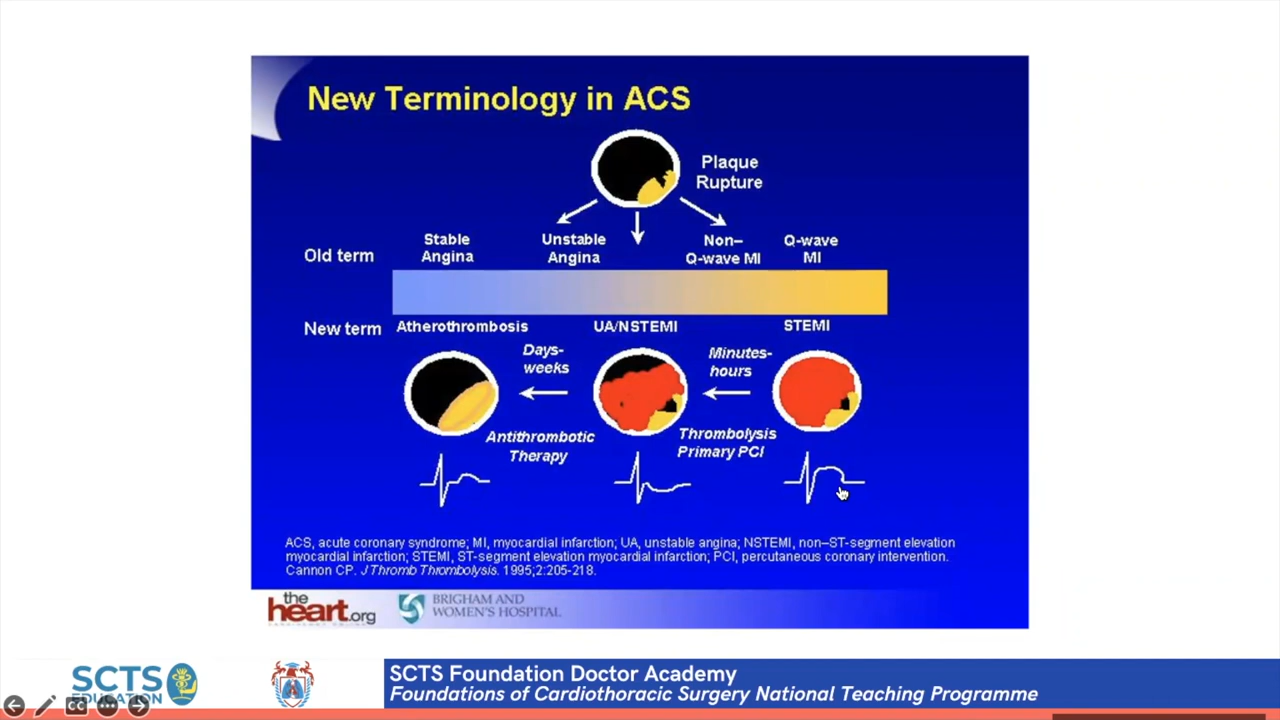 New Terminology in ACS
Plaque
Rupture
Old term
Stable
Angina
Unstable
Angina
Non–
Q-wave MI
Q-wave
MI
New term
Atherothrombosis
UA/NSTEMI
STEMI
Days-
weeks
Minutes-
hours
Antithrombotic
Therapy
Thrombolysis
Primary PCI
ACS, acute coronary syndrome; MI, myocardial infarction; UA, unstable angina; NSTEMI, non–ST-segment elevation
myocardial infarction; STEMI, ST-segment elevation myocardial infarction; PCI, percutaneous coronary intervention.
Cannon CP. J Thromb Thrombolysis. 1995;2:205-218.
the
heart.org
BRIGHAM AND
WOMEN'S HOSPITAL
SCTS
EDUCATION
SCTS Foundation Doctor Academy
Foundations of Cardiothoracic Surgery National Teaching Programme
CC